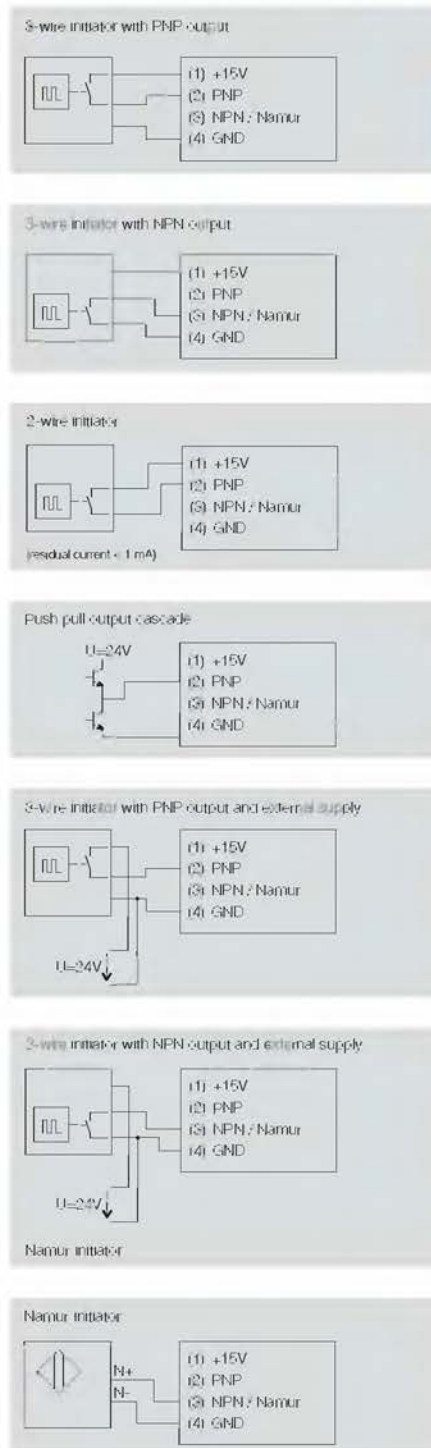 3-wire initiator with PNP output
(1) +15V
(2) PNP
(3) NPN / Namur
(4) GND
3-wire initiator with NPN output
(1) +15V
(2) PNP
(3) NPN / Namur
(4) GND
2-wire initiator
(1) +15V
(2) PNP
(3) NPN / Namur
(4) GND
(residual current < 1 mA)
Push pull output cascade
U=24V
(1) +15V
(2) PNP
(3) NPN / Namur
(4) GND
3-wire initiator with PNP output and external supply
(1) +15V
(2) PNP
(3) NPN / Namur
(4) GND
U=24V
3-wire initiator with NPN output and external supply
(1) +15V
(2) PNP
(3) NPN / Namur
(4) GND
U=24V
Namur initiator
Namur initiator
N+
N-
(1) +15V
(2) PNP
(3) NPN / Namur
(4) GND